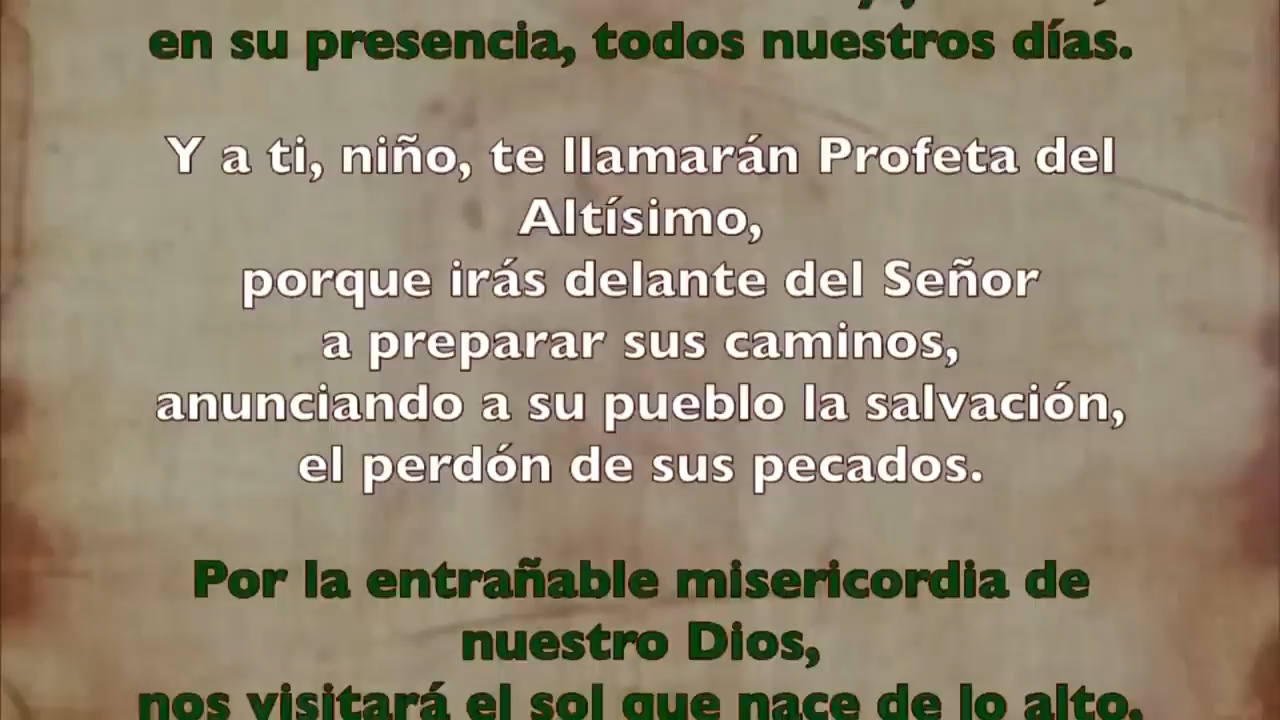 en su presencia, todos nuestros días.
Y a ti, niño, te llamarán Profeta del
Altísimo,
porque irás delante del Señor
a preparar sus caminos,
anunciando a su pueblo la salvación,
el perdón de sus pecados.
Por la entrañable misericordia de
nuestro Dios,
nos visitará el sol que nace de lo alto,